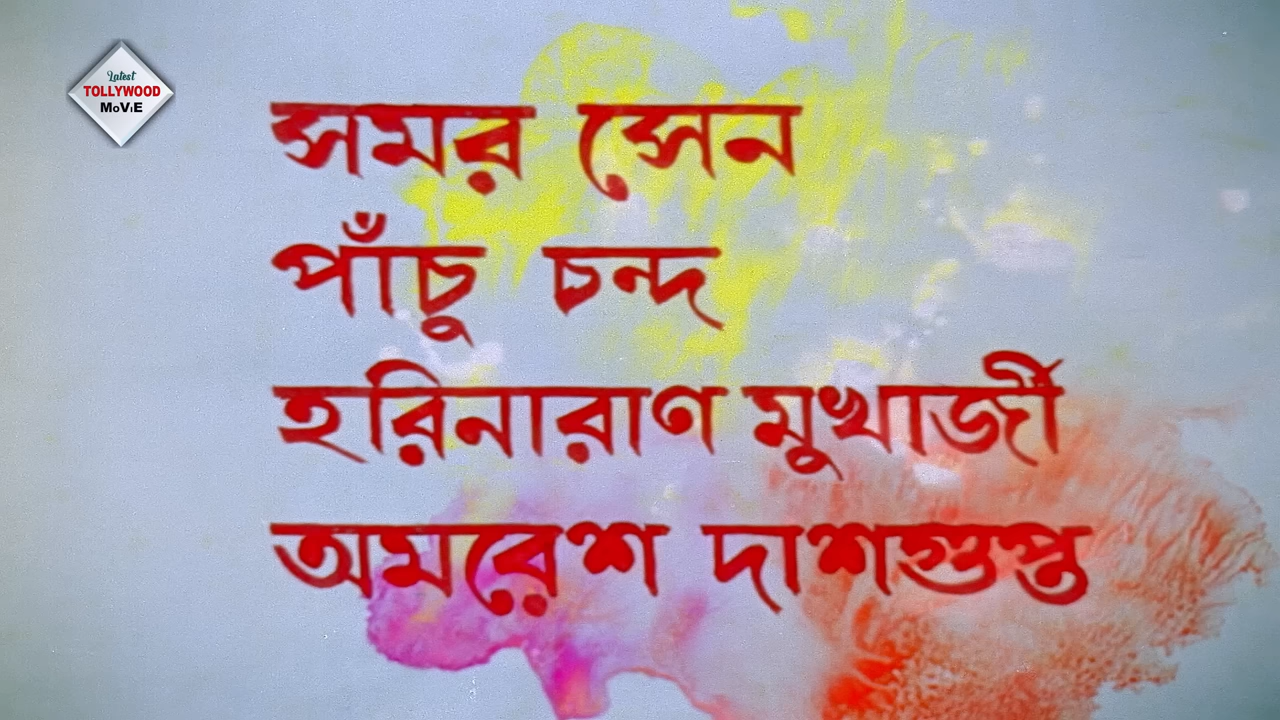 Latest
TOLLYWOOD
MoViE
সমর সেন
পাঁচু চন্দ
হরিনারাণ মুখার্জী
অমরেশ দাশগুপ্ত